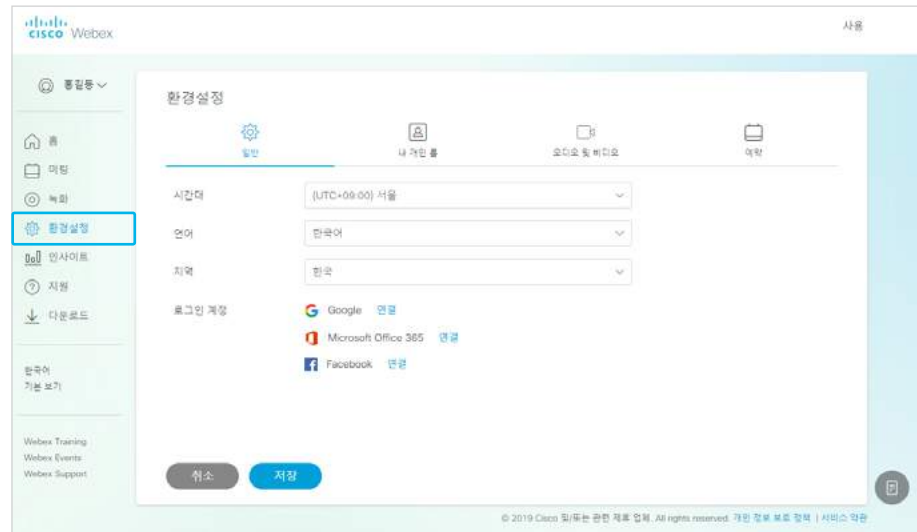 CISCO Webex
사용
홍길동
환경설정
홈
미팅
녹화
환경설정
인사이트
지원
다운로드
한국어
기본 보기
Webex Training
Webex Events
Webex Support
일반
내 개인 룸
오디오 및 비디오
예약
시간대
(UTC+09:00) 서울
언어
한국어
지역
한국
로그인 계정
Google 연결
Microsoft Office 365 연결
Facebook 연결
취소
저장
© 2019 Cisco 및/또는 관련 제휴 업체. All rights reserved. 개인 정보 보호 정책 | 서비스 약관